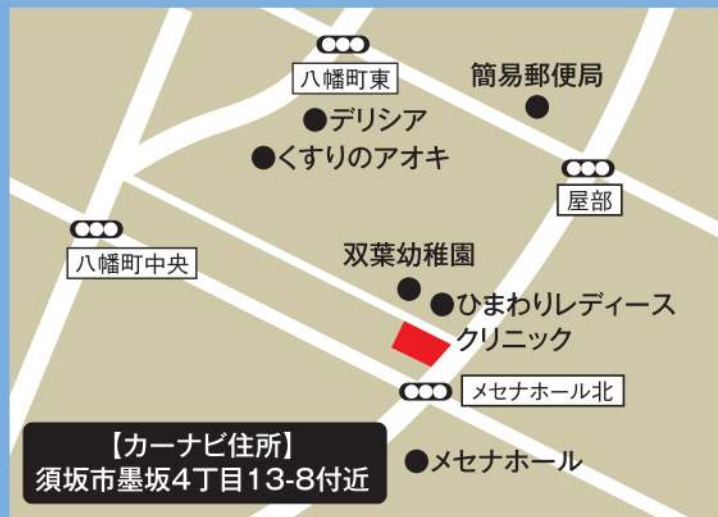 八幡町東
簡易郵便局
デリシア
くすりのアオキ
屋部
八幡町中央
双葉幼稚園
ひまわりレディース
クリニック
メセナホール北
【カーナビ住所】
須坂市墨坂4丁目13-8付近
メセナホール